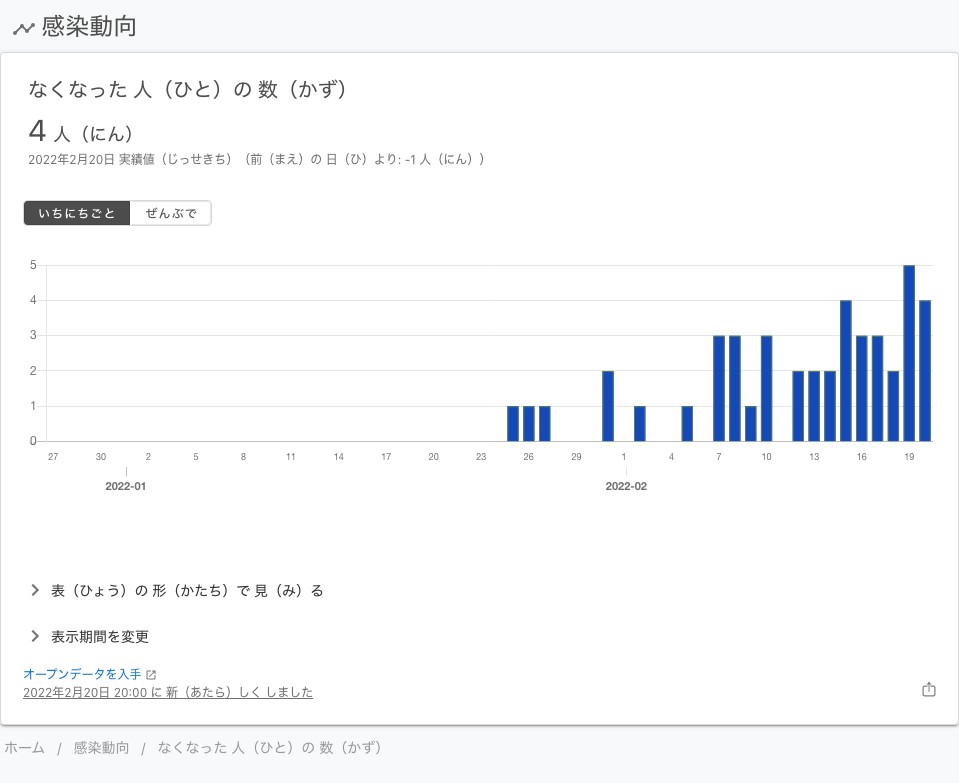 感染動向
なくなった 人（ひと）の 数（かず）
4 人（にん）
2022年2月20日 実績値（じっせきち）（前（まえ）の 日（ひ）より: -1 人（にん））
いちにちごと ぜんぶで
5
4
3
2
1
0
27 30 2 5 8 11 14 17 20 23 26 29 1 4 7 10 13 16 19
2022-01 2022-02
表（ひょう）の 形（かたち）で 見（み）る
表示期間を変更
オープンデータを入手
2022年2月20日 20:00 に 新（あたら）しく しました
ホーム / 感染動向 / なくなった 人（ひと）の 数（かず）